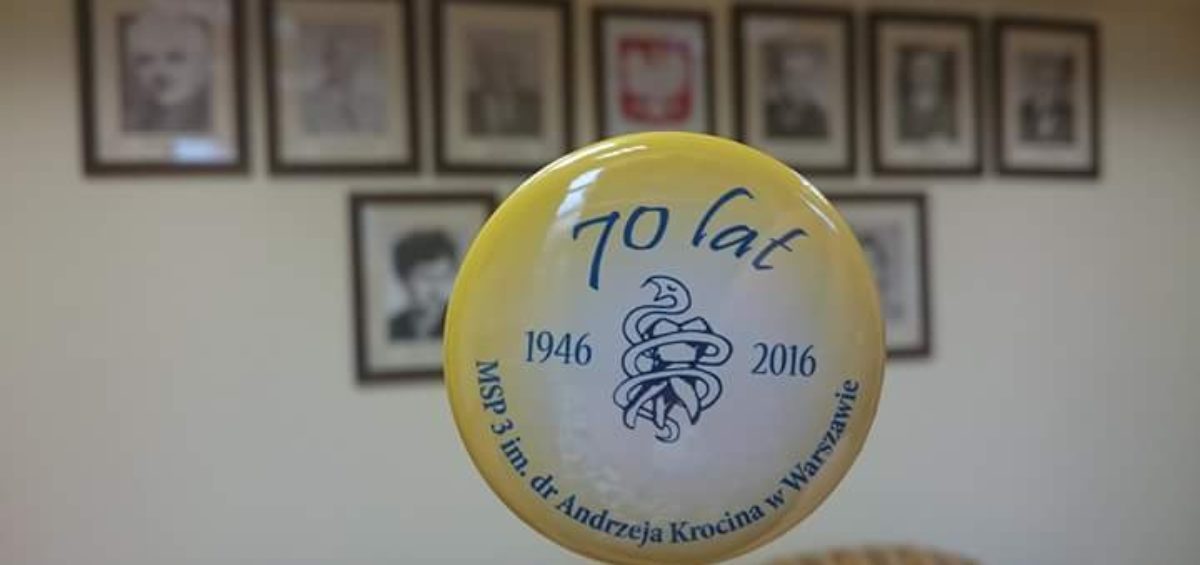 70 lat
1946 2016
MSP 3 im. dr Andrzeja Krocina w Warszawie